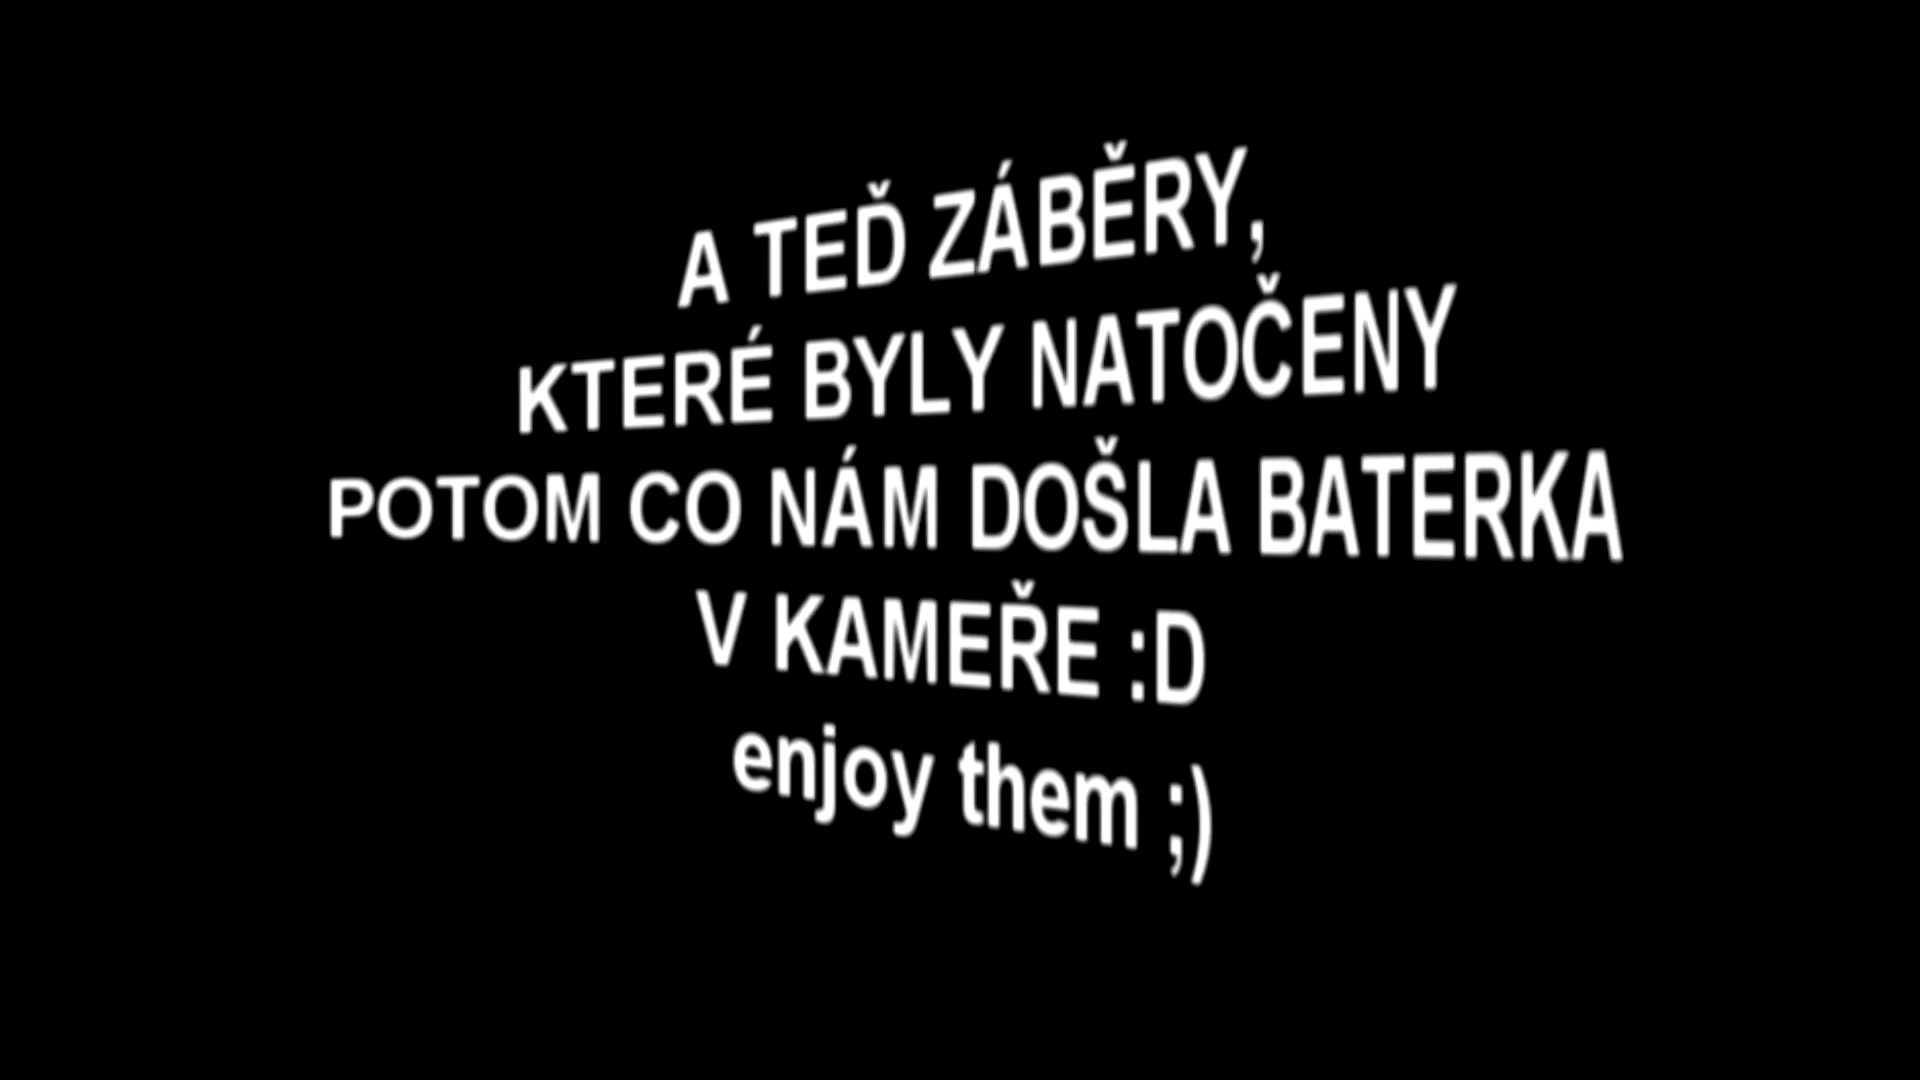 A TEĎ ZÁBĚRY,
KTERÉ BYLY NATOČENY
POTOM CO NÁM DOŠLA BATERKA
V KAMEŘE :D
enjoy them ;)